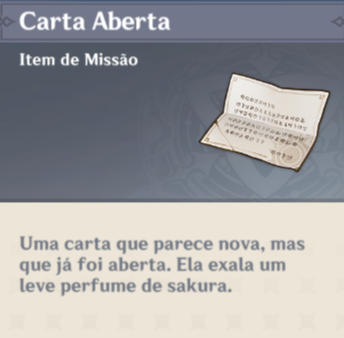 Carta Aberta
Item de Missão
Uma carta que parece nova, mas
que já foi aberta. Ela exala um
leve perfume de sakura.